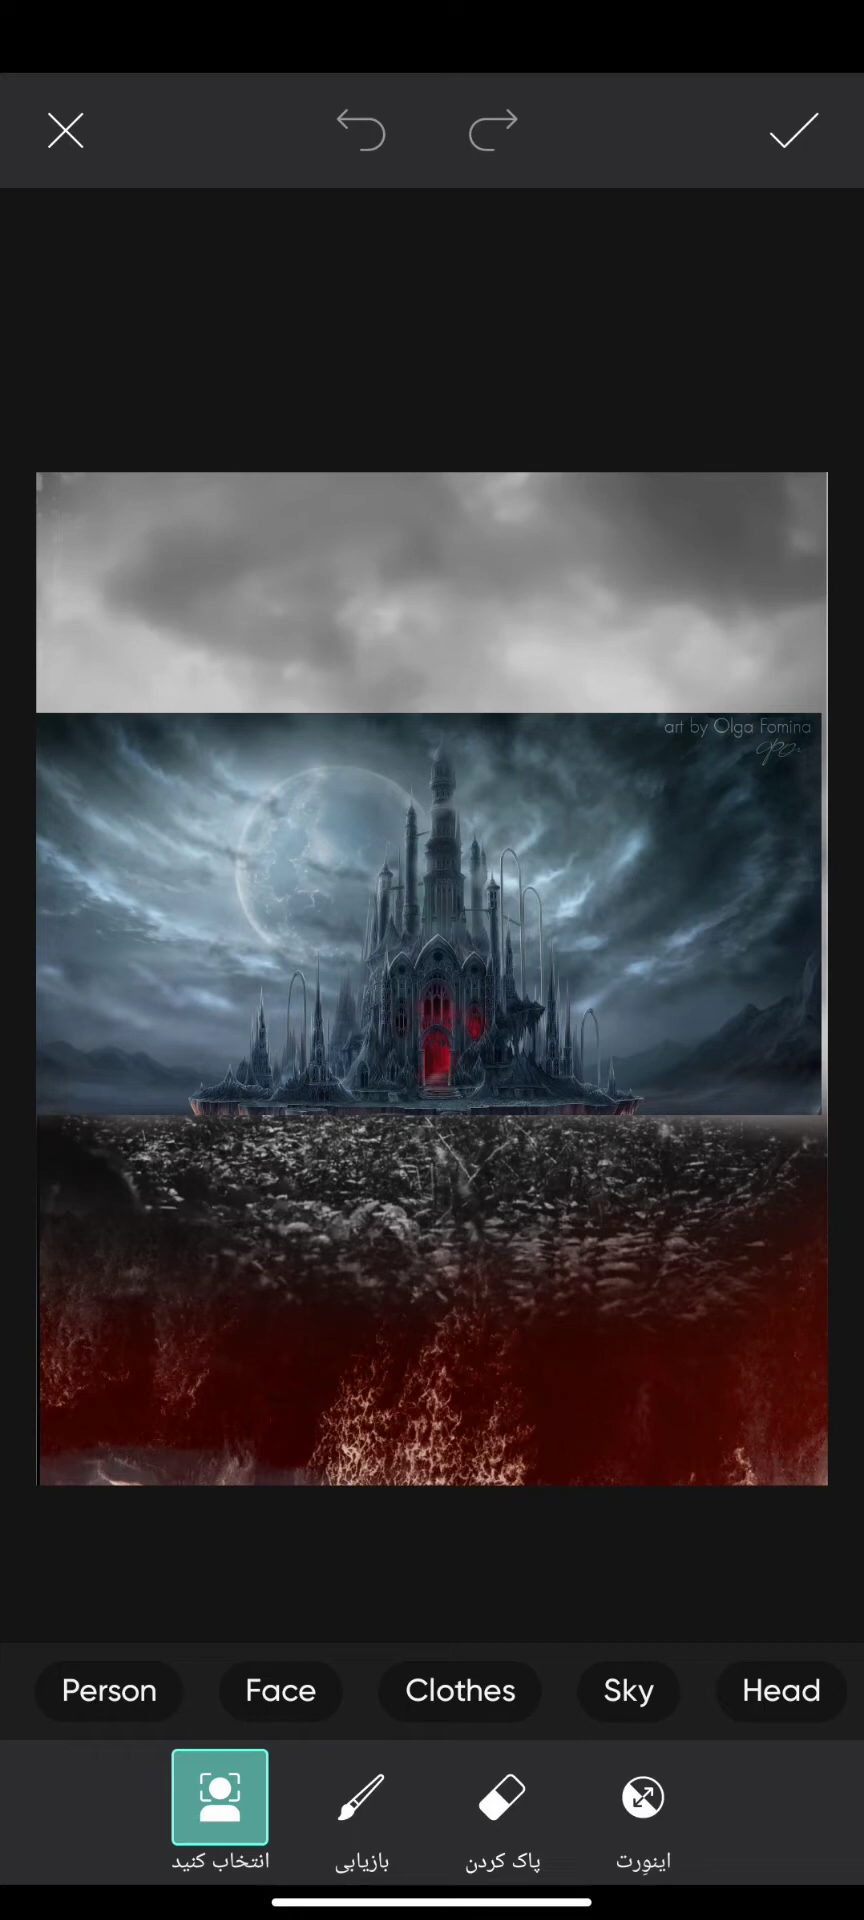 art by Olga Fomina
Person Face Clothes Sky Head
انتخاب کنید بازیابی پاک کردن اینورت